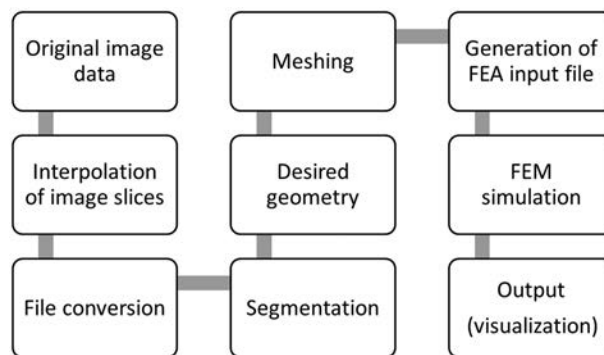 Original image
data
Interpolation
of image slices
File conversion
Segmentation
Desired
geometry
Meshing
Generation of
FEA input file
FEM
simulation
Output
(visualization)